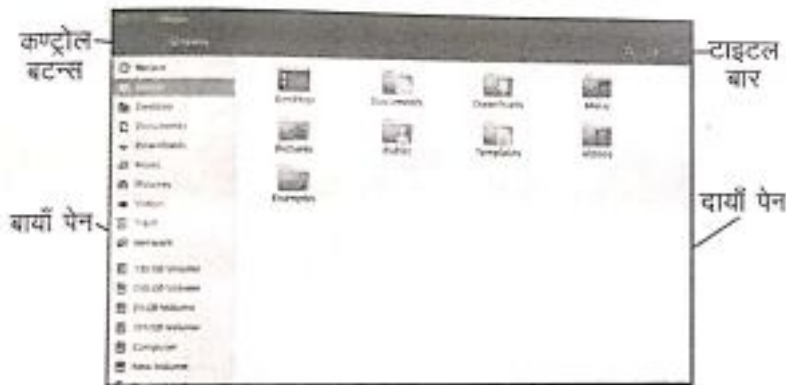 कण्ट्रोल
बटन्स
टाइटल
बार
Home
Desktop
Documents
Downloads
Music
Pictures
Videos
Trash
Network
Computer
New Volume
Desktop
Documents
Downloads
Music
Pictures
Public
Templates
Videos
Examples
बायाँ पेन
दायाँ पेन